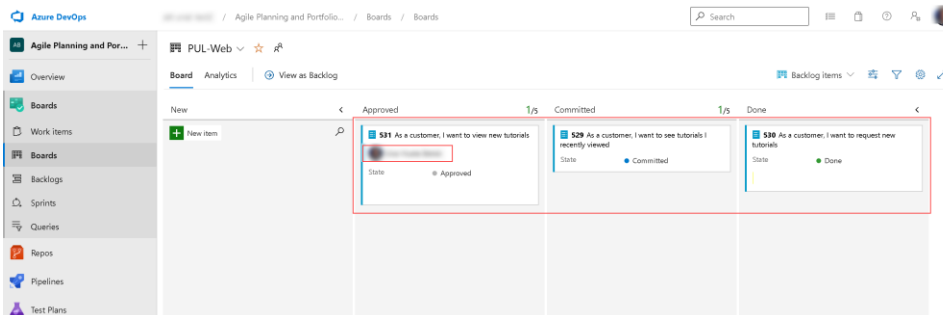 Azure DevOps
/ Agile Planning and Portfolio... / Boards / Boards
Search
AB Agile Planning and Por... +
PUL-Web
Overview
Board Analytics View as Backlog
Backlog items
Boards
New
Approved 1/5
Committed 1/5
Done
Work items
New item
531 As a customer, I want to view new tutorials
State Approved
529 As a customer, I want to see tutorials I
recently viewed
State Committed
530 As a customer, I want to request new
tutorials
State Done
Boards
Backlogs
Sprints
Queries
Repos
Pipelines
Test Plans